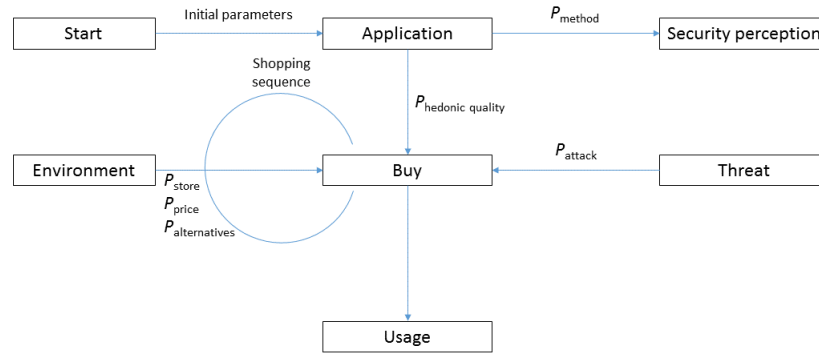 Initial parameters
P method
Start
Application
Security perception
Shopping
sequence
P hedonic quality
P attack
Environment
Buy
Threat
P store
P price
P alternatives
Usage